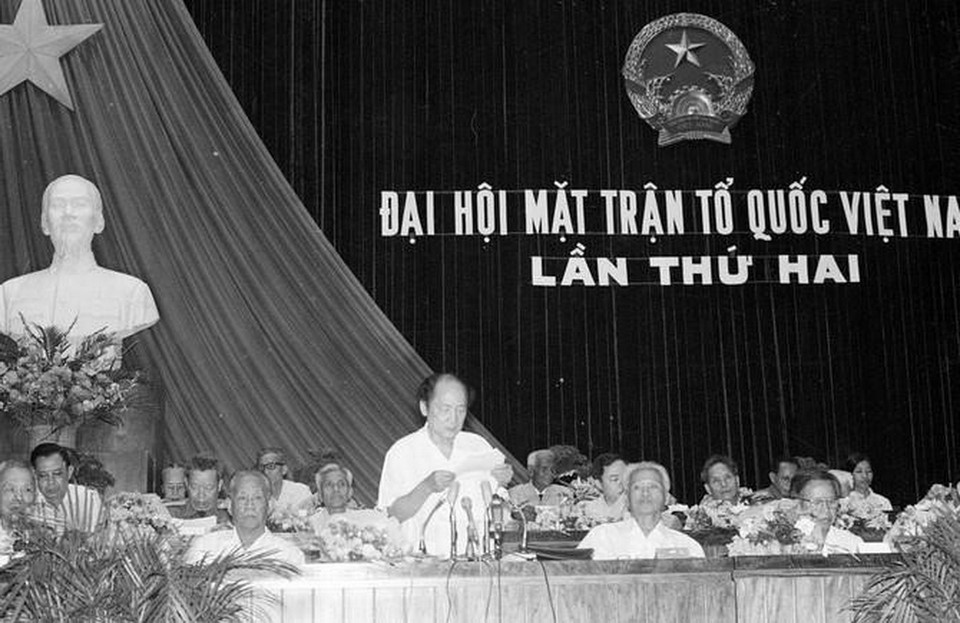 ĐẠI HỘI MẶT TRẬN TỔ QUỐC VIỆT NA
LẦN THỨ HAI